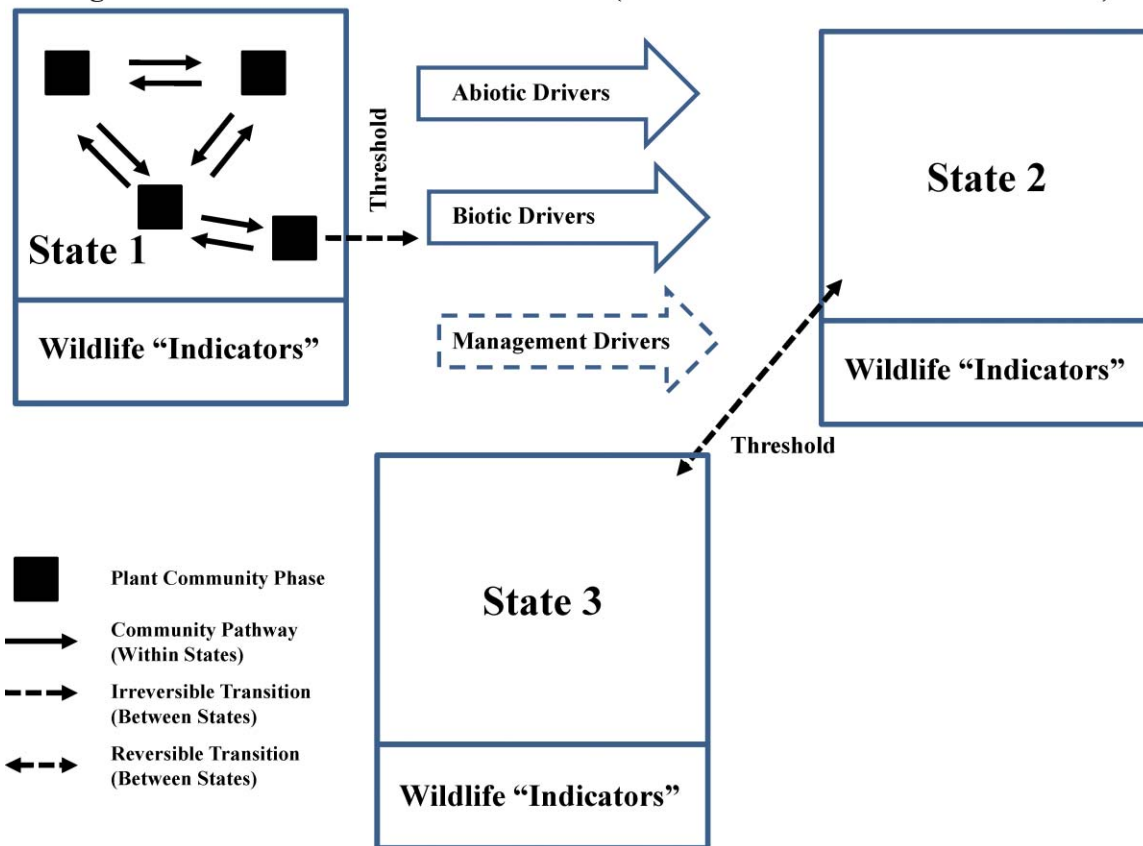 State 1
Wildlife “Indicators”
Threshold
Abiotic Drivers
Biotic Drivers
Management Drivers
State 2
Wildlife “Indicators”
Threshold
State 3
Wildlife “Indicators”
Plant Community Phase
Community Pathway
(Within States)
Irreversible Transition
(Between States)
Reversible Transition
(Between States)